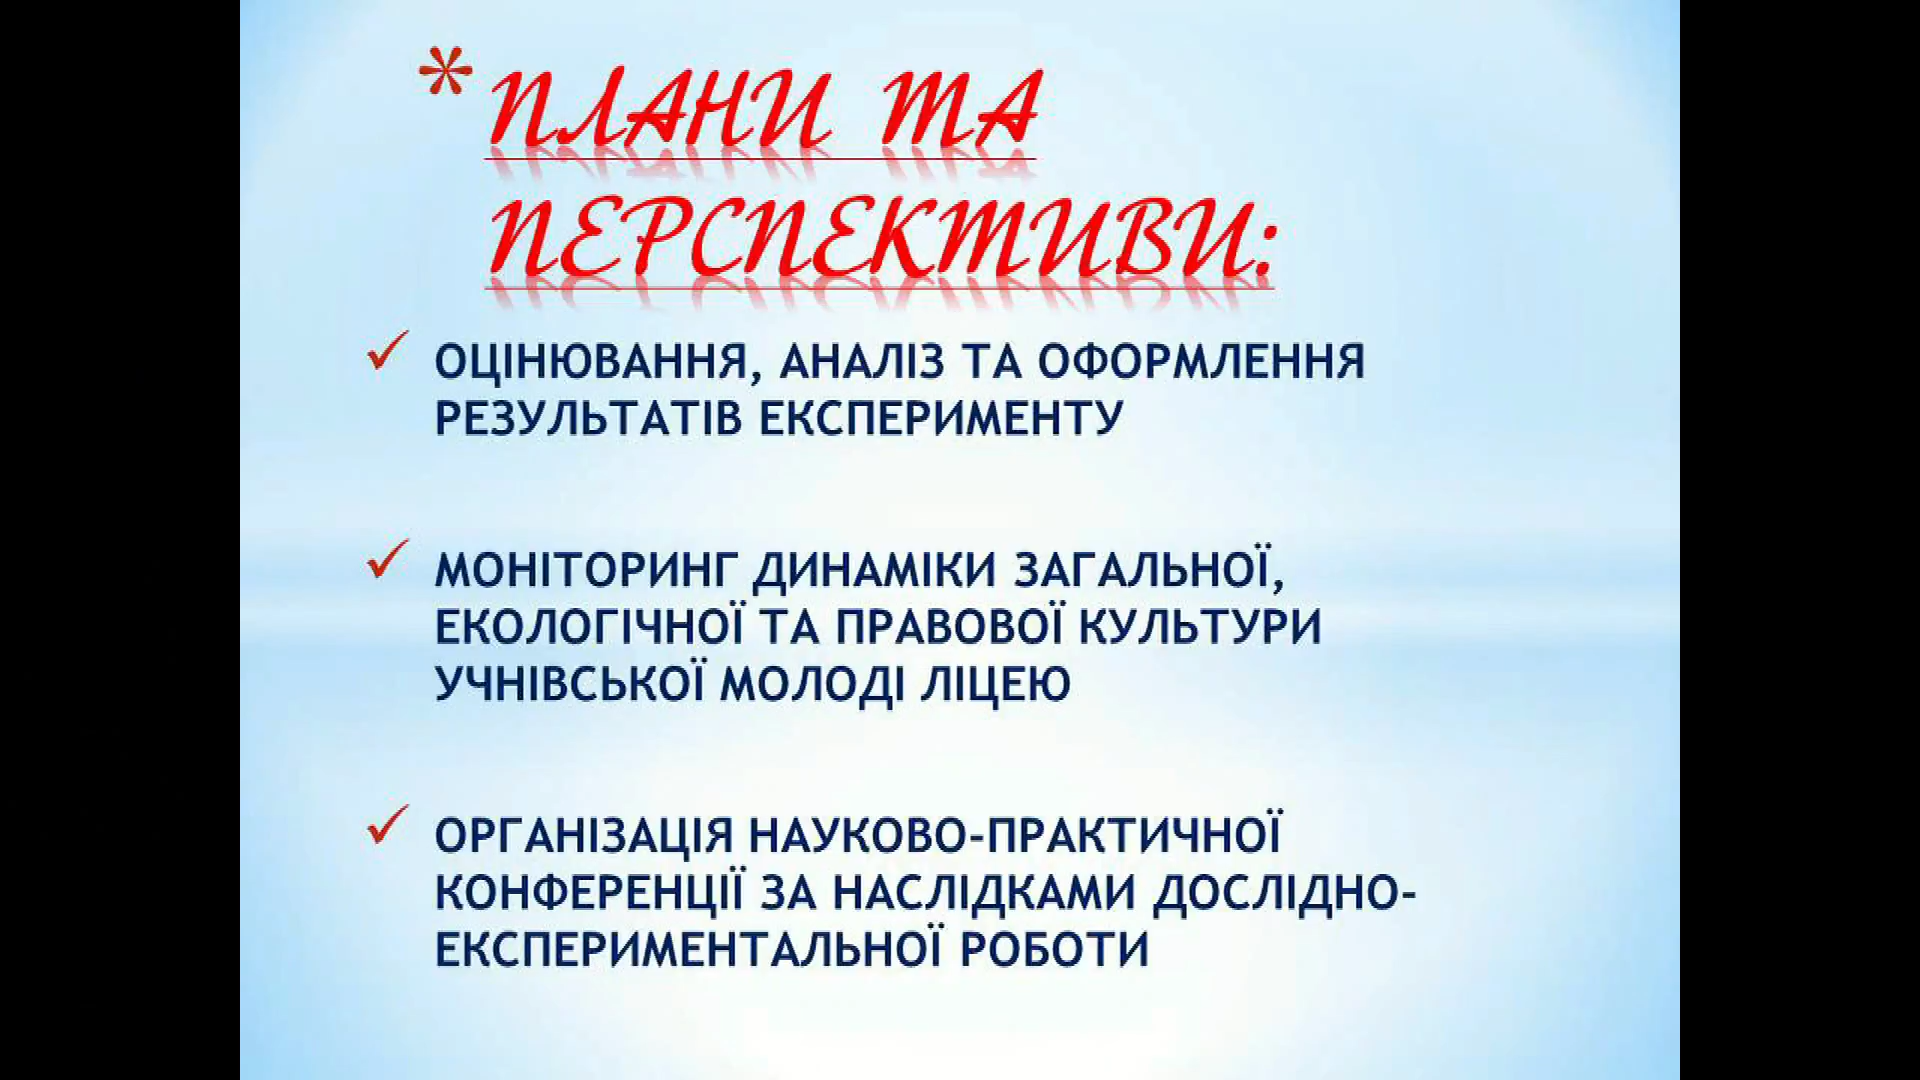 * ПЛАНИ ТА
ПЕРСПЕКТИВИ:
✓ ОЦІНЮВАННЯ, АНАЛІЗ ТА ОФОРМЛЕННЯ
РЕЗУЛЬТАТІВ ЕКСПЕРИМЕНТУ
✓ МОНІТОРИНГ ДИНАМІКИ ЗАГАЛЬНОЇ,
ЕКОЛОГІЧНОЇ ТА ПРАВОВОЇ КУЛЬТУРИ
УЧНІВСЬКОЇ МОЛОДІ ЛІЦЕЮ
✓ ОРГАНІЗАЦІЯ НАУКОВО-ПРАКТИЧНОЇ
КОНФЕРЕНЦІЇ ЗА НАСЛІДКАМИ ДОСЛІДНО-
ЕКСПЕРИМЕНТАЛЬНОЇ РОБОТИ